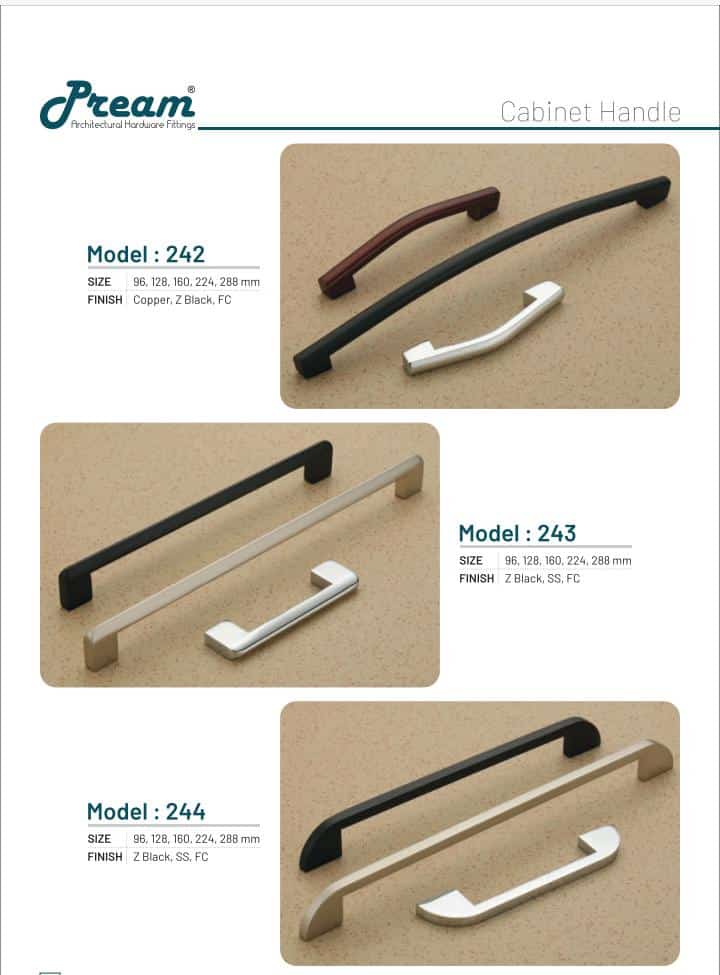 Pream®
Architectural Hardware Fittings
Cabinet Handle
Model : 242
SIZE 96, 128, 160, 224, 288 mm
FINISH Copper, Z Black, FC
Model : 243
SIZE 96, 128, 160, 224, 288 mm
FINISH Z Black, SS, FC
Model : 244
SIZE 96, 128, 160, 224, 288 mm
FINISH Z Black, SS, FC